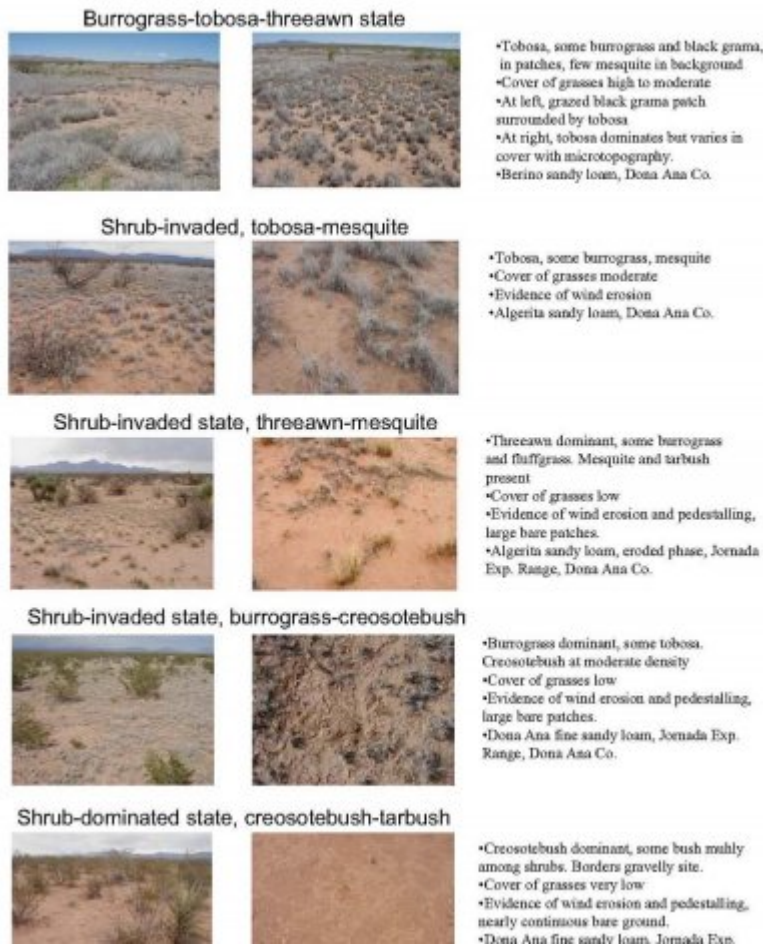 Burrograss-tobosa-threeawn state
•Tobosa, some burrograss and black grama,
in patches, few mesquite in background
•Cover of grasses high to moderate
•At left, grazed black grama patch
surrounded by tobosa
•At right, tobosa dominates but varies in
cover with microtopography.
•Berino sandy loam, Dona Ana Co.
Shrub-invaded, tobosa-mesquite
•Tobosa, some burrograss, mesquite
•Cover of grasses moderate
•Evidence of wind erosion
•Algerita sandy loam, Dona Ana Co.
Shrub-invaded state, threeawn-mesquite
•Threeawn dominant, some burrograss
and fluffgrass. Mesquite and tarbush
present
•Cover of grasses low
•Evidence of wind erosion and pedestalling,
large bare patches.
•Algerita sandy loam, eroded phase, Jornada
Exp. Range, Dona Ana Co.
Shrub-invaded state, burrograss-creosotebush
•Burrograss dominant, some tobosa.
Creosotebush at moderate density
•Cover of grasses low
•Evidence of wind erosion and pedestalling,
large bare patches.
•Dona Ana fine sandy loam, Jornada Exp.
Range, Dona Ana Co.
Shrub-dominated state, creosotebush-tarbush
•Creosotebush dominant, some bush muhly
among shrubs. Borders gravelly site.
•Cover of grasses very low
•Evidence of wind erosion and pedestalling,
nearly continuous bare ground.
•Dona Ana fine sandy loam, Jornada Exp.